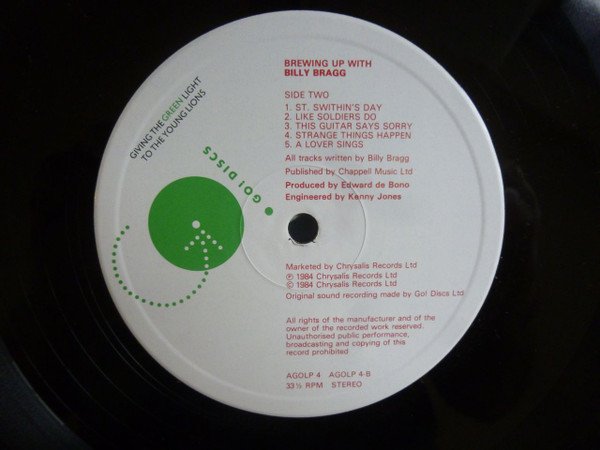 GIVING THE GREEN LIGHT
TO THE YOUNG LIONS
GO! DISCS
BREWING UP WITH
BILLY BRAGG
SIDE TWO
1. ST. SWITHIN'S DAY
2. LIKE SOLDIERS DO
3. THIS GUITAR SAYS SORRY
4. STRANGE THINGS HAPPEN
5. A LOVER SINGS
All tracks written by Billy Bragg
Published by Chappell Music Ltd
Produced by Edward de Bono
Engineered by Kenny Jones
Marketed by Chrysalis Records Ltd
℗ 1984 Chrysalis Records Ltd
© 1984 Chrysalis Records Ltd
Original sound recording made by Go! Discs Ltd
All rights of the manufacturer and of the
owner of the recorded work reserved.
Unauthorised public performance,
broadcasting and copying of this
record prohibited
AGOLP 4 AGOLP 4-B
33⅓ RPM STEREO